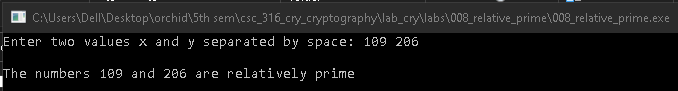 C:\Users\Dell\Desktop\orchid\5th sem\csc_316_cry_cryptography\lab_cry\labs\008_relative_prime\008_relative_prime.exe
Enter two values x and y separated by space: 109 206
The numbers 109 and 206 are relatively prime